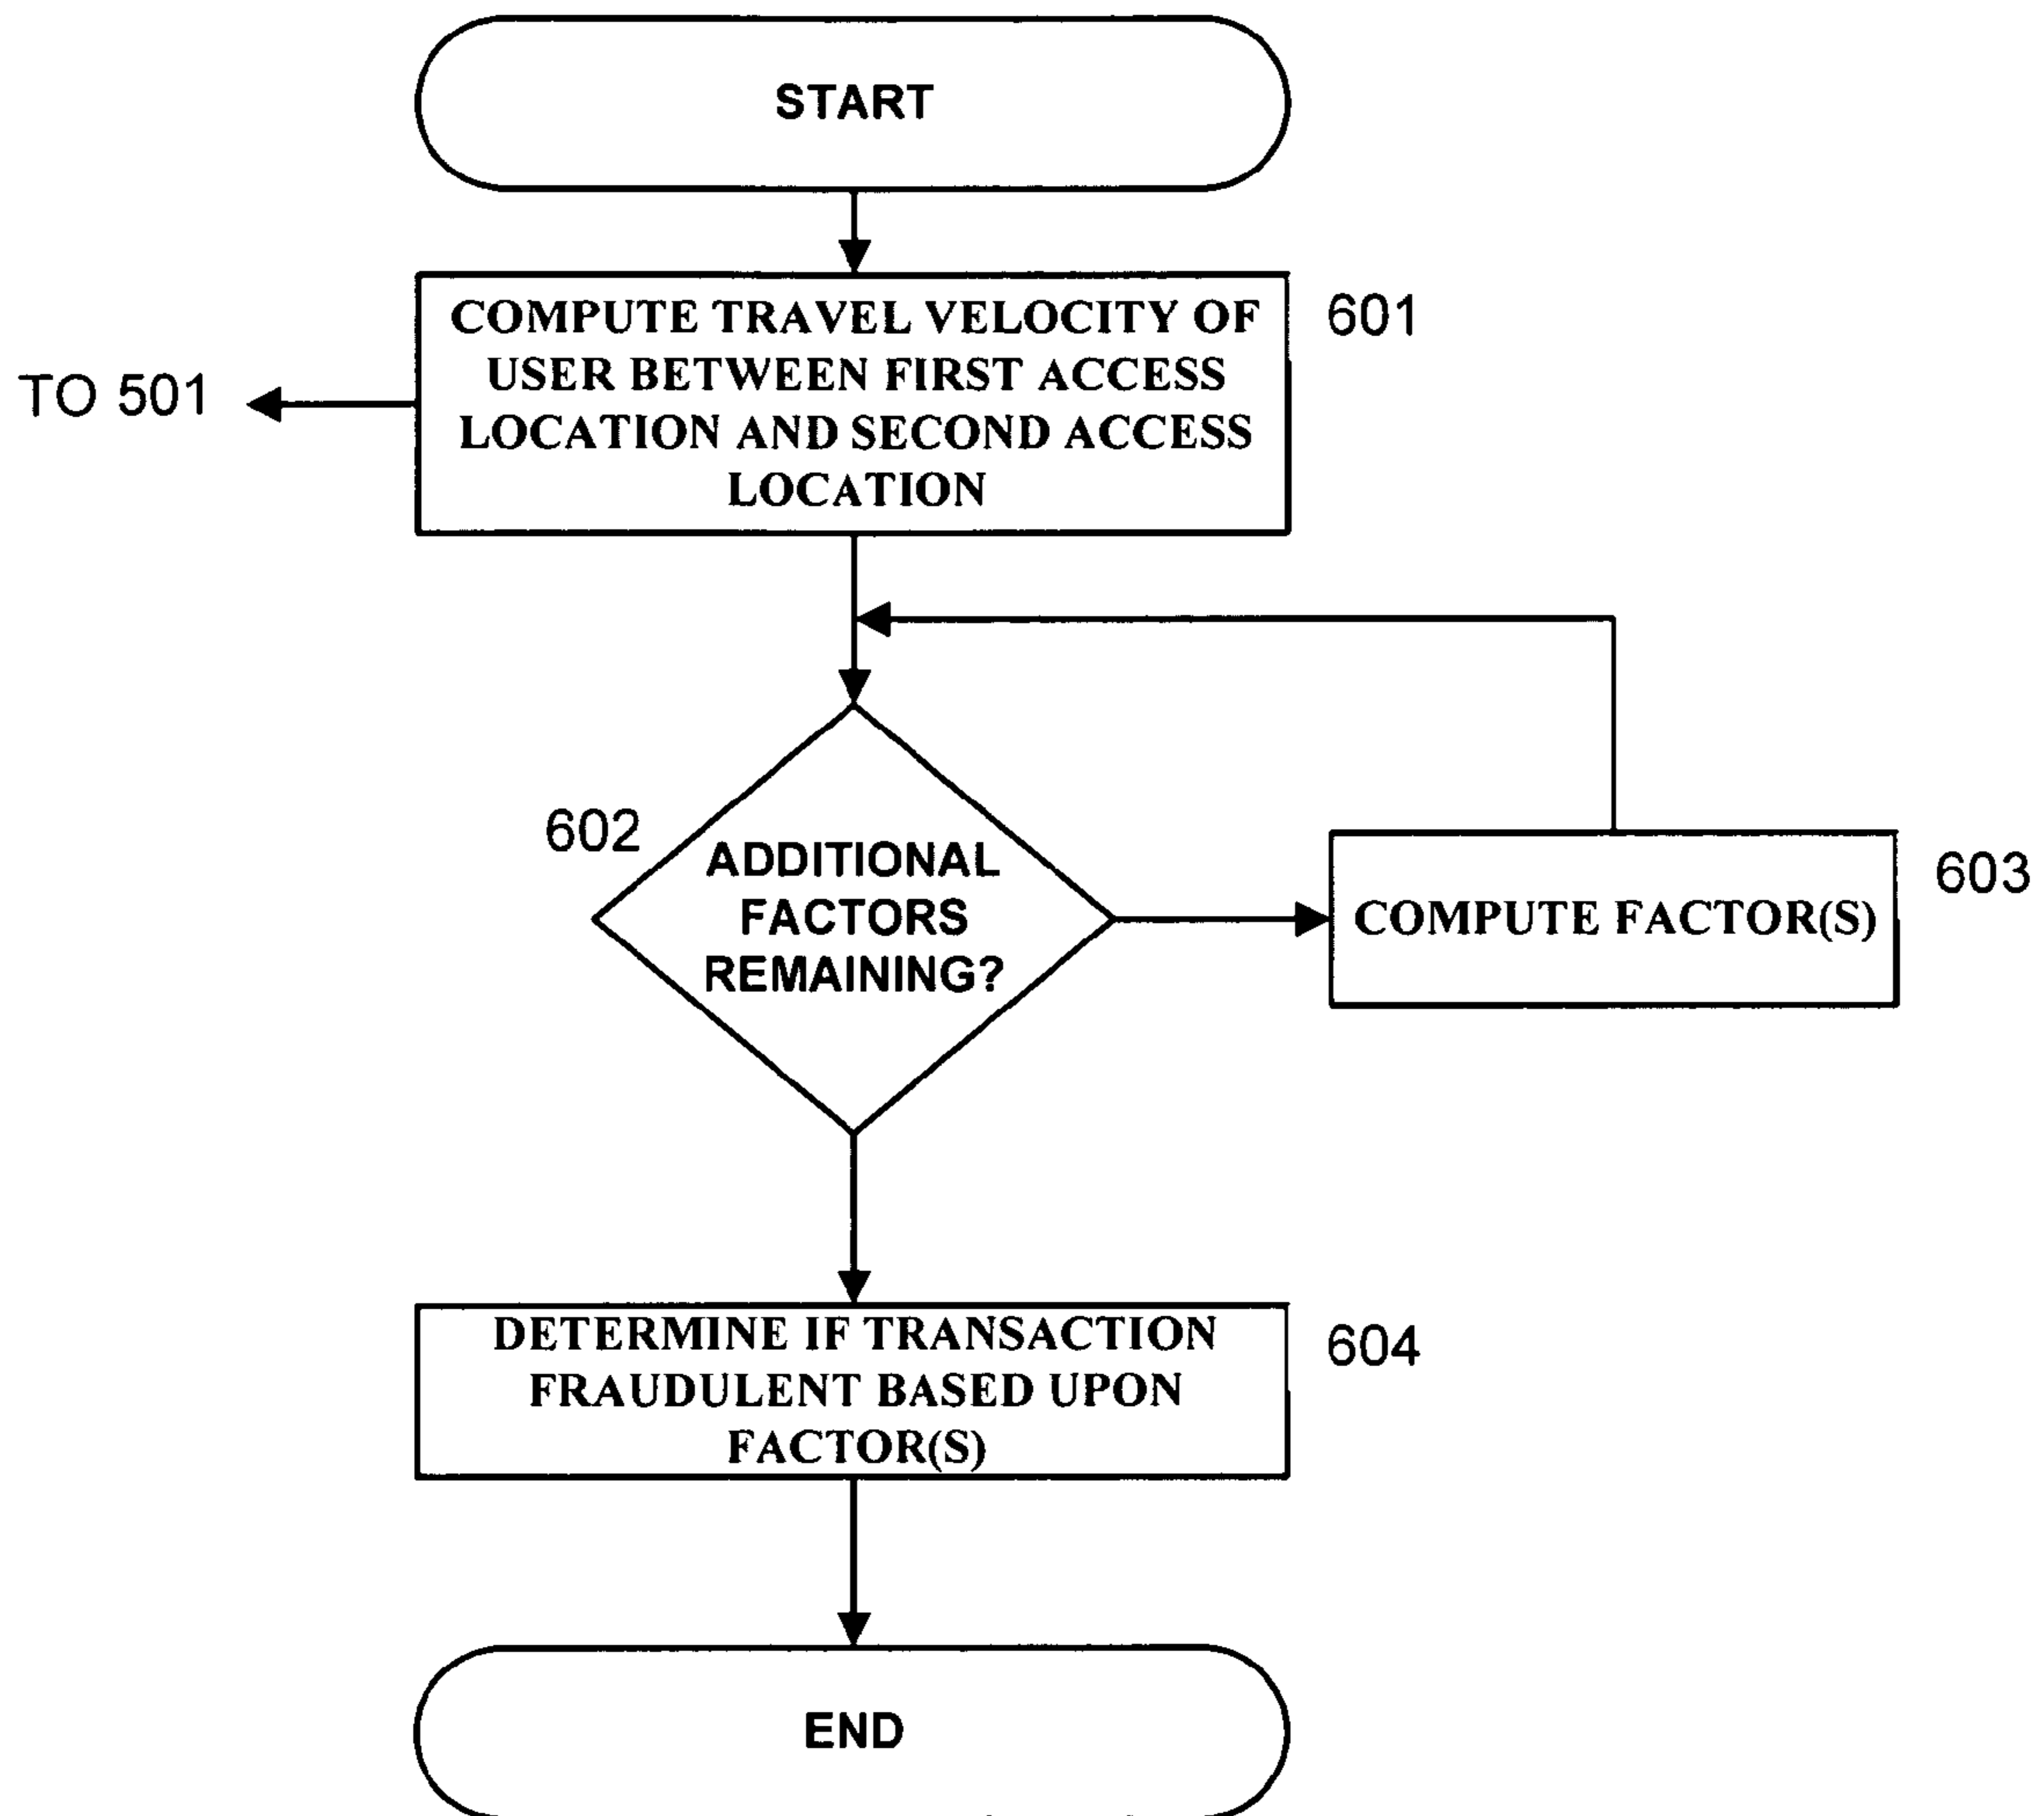 START
COMPUTE TRAVEL VELOCITY OF
USER BETWEEN FIRST ACCESS
LOCATION AND SECOND ACCESS
LOCATION
601
TO 501
602
ADDITIONAL
FACTORS
REMAINING?
COMPUTE FACTOR(S)
603
DETERMINE IF TRANSACTION
FRAUDULENT BASED UPON
FACTOR(S)
604
END